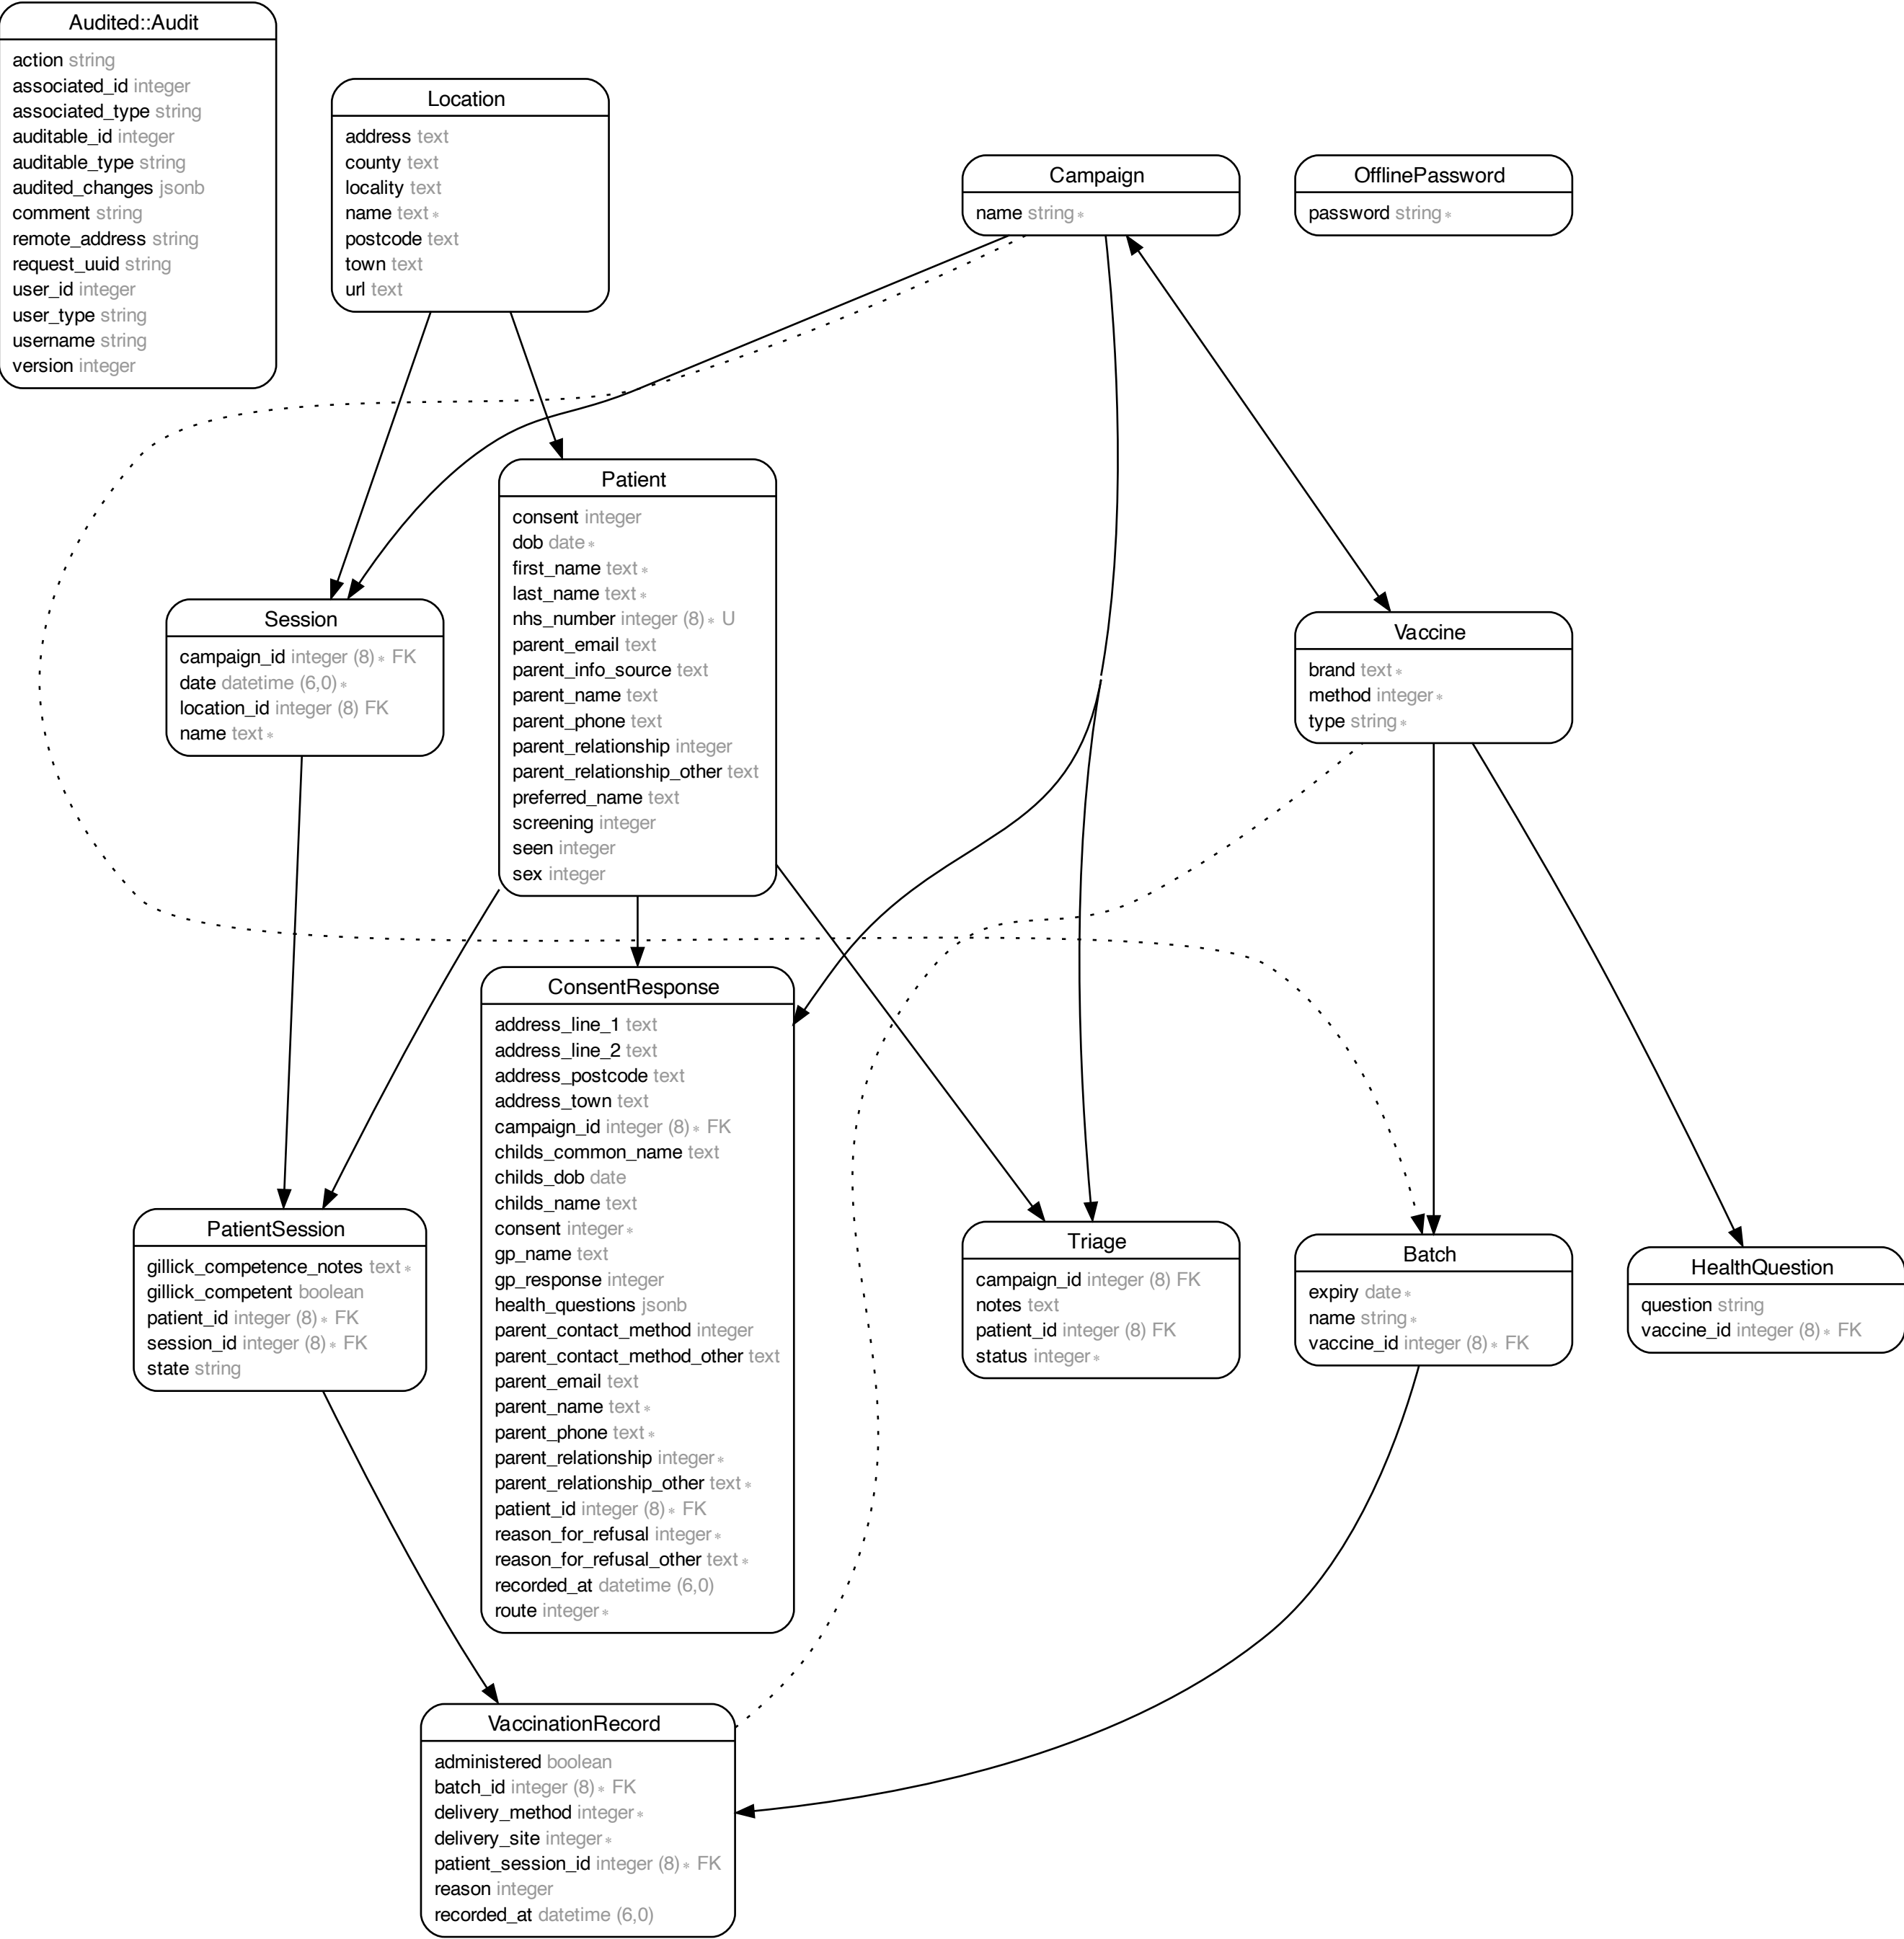 Audited::Audit
action string
associated_id integer
associated_type string
auditable_id integer
auditable_type string
audited_changes jsonb
comment string
remote_address string
request_uuid string
user_id integer
user_type string
username string
version integer
Location
address text
county text
locality text
name text *
postcode text
town text
url text
Campaign
name string *
OfflinePassword
password string *
Patient
consent integer
dob date *
first_name text *
last_name text *
nhs_number integer (8) * U
parent_email text
parent_info_source text
parent_name text
parent_phone text
parent_relationship integer
parent_relationship_other text
preferred_name text
screening integer
seen integer
sex integer
Session
campaign_id integer (8) * FK
date datetime (6,0) *
location_id integer (8) FK
name text *
Vaccine
brand text *
method integer *
type string *
ConsentResponse
address_line_1 text
address_line_2 text
address_postcode text
address_town text
campaign_id integer (8) * FK
childs_common_name text
childs_dob date
childs_name text
consent integer *
gp_name text
gp_response integer
health_questions jsonb
parent_contact_method integer
parent_contact_method_other text
parent_email text
parent_name text *
parent_phone text *
parent_relationship integer *
parent_relationship_other text *
patient_id integer (8) * FK
reason_for_refusal integer *
reason_for_refusal_other text *
recorded_at datetime (6,0)
route integer *
PatientSession
gillick_competence_notes text *
gillick_competent boolean
patient_id integer (8) * FK
session_id integer (8) * FK
state string
Triage
campaign_id integer (8) FK
notes text
patient_id integer (8) FK
status integer *
Batch
expiry date *
name string *
vaccine_id integer (8) * FK
HealthQuestion
question string
vaccine_id integer (8) * FK
VaccinationRecord
administered boolean
batch_id integer (8) * FK
delivery_method integer *
delivery_site integer *
patient_session_id integer (8) * FK
reason integer
recorded_at datetime (6,0)